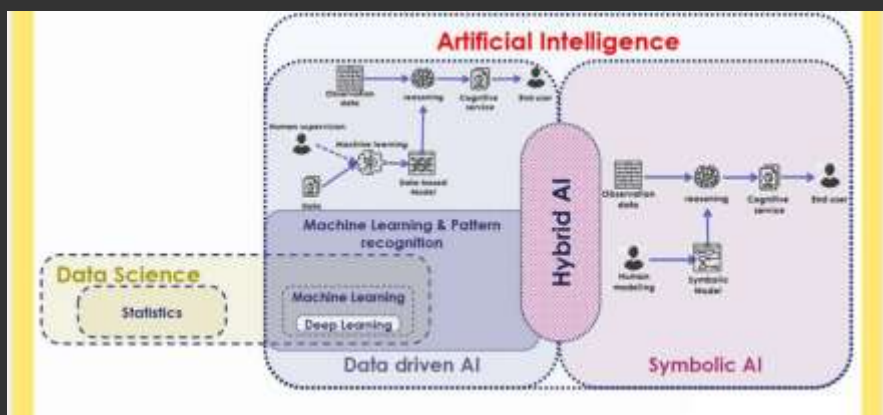 Artificial Intelligence
Observation
data
reasoning
Cognitive
service
End user
Human supervision
Machine learning
Data
Data-based
Model
Machine Learning & Pattern
recognition
Data Science
Statistics
Machine Learning
Deep Learning
Data driven AI
Hybrid AI
Observation
data
reasoning
Cognitive
service
End user
Human
modeling
Symbolic
Model
Symbolic AI